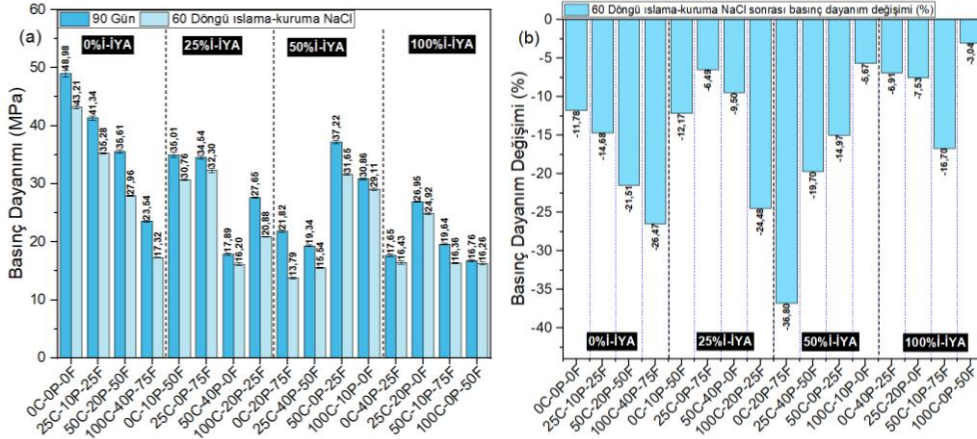 90 Gün
60 Döngü ıslama-kuruma NaCl
(a)
0%İ-İYA
25%İ-İYA
50%İ-İYA
100%İ-İYA
Basınç Dayanımı (MPa)
60
50
40
30
20
10
0
48,98
43,21
41,34
35,28
35,61
27,96
23,54
17,32
35,01
30,76
34,54
32,30
17,89
16,20
27,65
20,88
21,82
13,79
19,34
15,54
37,22
31,65
30,86
29,11
17,65
16,43
26,95
24,92
19,64
16,36
16,76
16,26
0C-0P-0F
25C-10P-25F
50C-20P-50F
100C-40P-75F
0C-10P-50F
25C-0P-75F
50C-40P-0F
100C-20P-25F
0C-20P-75F
25C-40P-50F
50C-0P-25F
100C-10P-0F
0C-40P-25F
25C-20P-0F
50C-10P-75F
100C-0P-50F
60 Döngü ıslama-kuruma NaCl sonrası basınç dayanım değişimi (%)
(b)
Basınç Dayanım Değişimi (%)
0
-5
-10
-15
-20
-25
-30
-35
-40
-11,78
-14,68
-21,51
-26,47
-12,17
-6,49
-9,50
-24,48
-36,80
-19,70
-14,97
-5,67
-6,91
-7,53
-16,70
-3,04
0%İ-İYA
25%İ-İYA
50%İ-İYA
100%İ-İYA
0C-0P-0F
25C-10P-25F
50C-20P-50F
100C-40P-75F
0C-10P-50F
25C-0P-75F
50C-40P-0F
100C-20P-25F
0C-20P-75F
25C-40P-50F
50C-0P-25F
100C-10P-0F
0C-40P-25F
25C-20P-0F
50C-10P-75F
100C-0P-50F